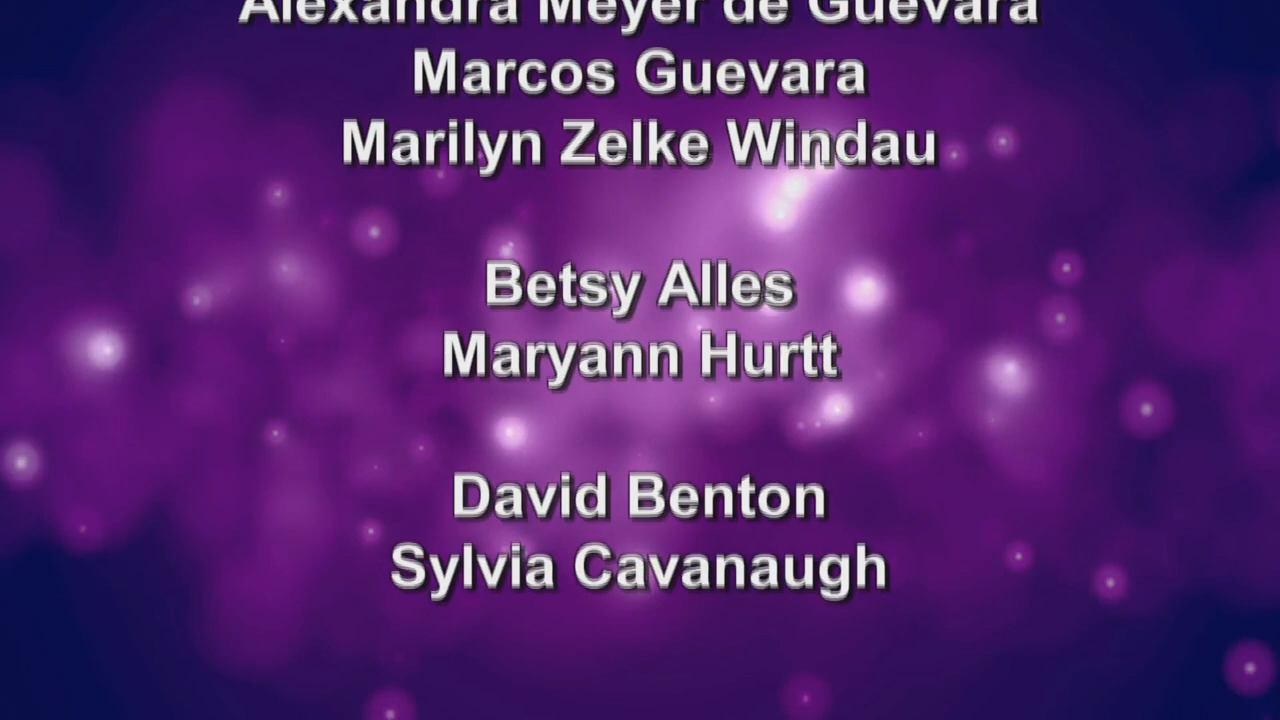 Alexandra Meyer de Guevara
Marcos Guevara
Marilyn Zelke Windau
Betsy Alles
Maryann Hurtt
David Benton
Sylvia Cavanaugh